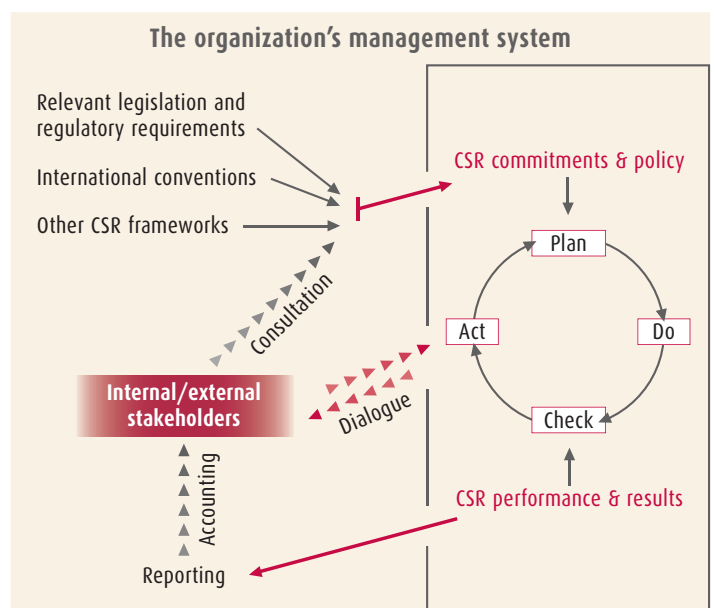 The organization's management system
Relevant legislation and
regulatory requirements
International conventions
Other CSR frameworks
CSR commitments & policy
Plan
Consultation
Act
Do
Internal/external
stakeholders
Dialogue
Check
Accounting
CSR performance & results
Reporting